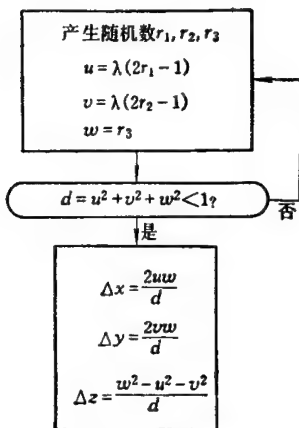 产生随机数r₁, r₂, r₃
u = λ(2r₁ − 1)
v = λ(2r₂ − 1)
w = r₃
d = u² + v² + w² < 1?
否
是
Δx = 2uw/d
Δy = 2vw/d
Δz = (w² − u² − v²)/d